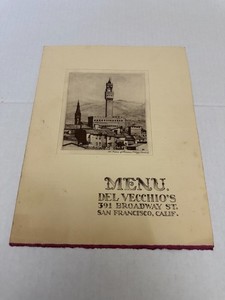 MENU.
DEL VECCHIO'S
391 BROADWAY ST.
SAN FRANCISCO, CALIF.